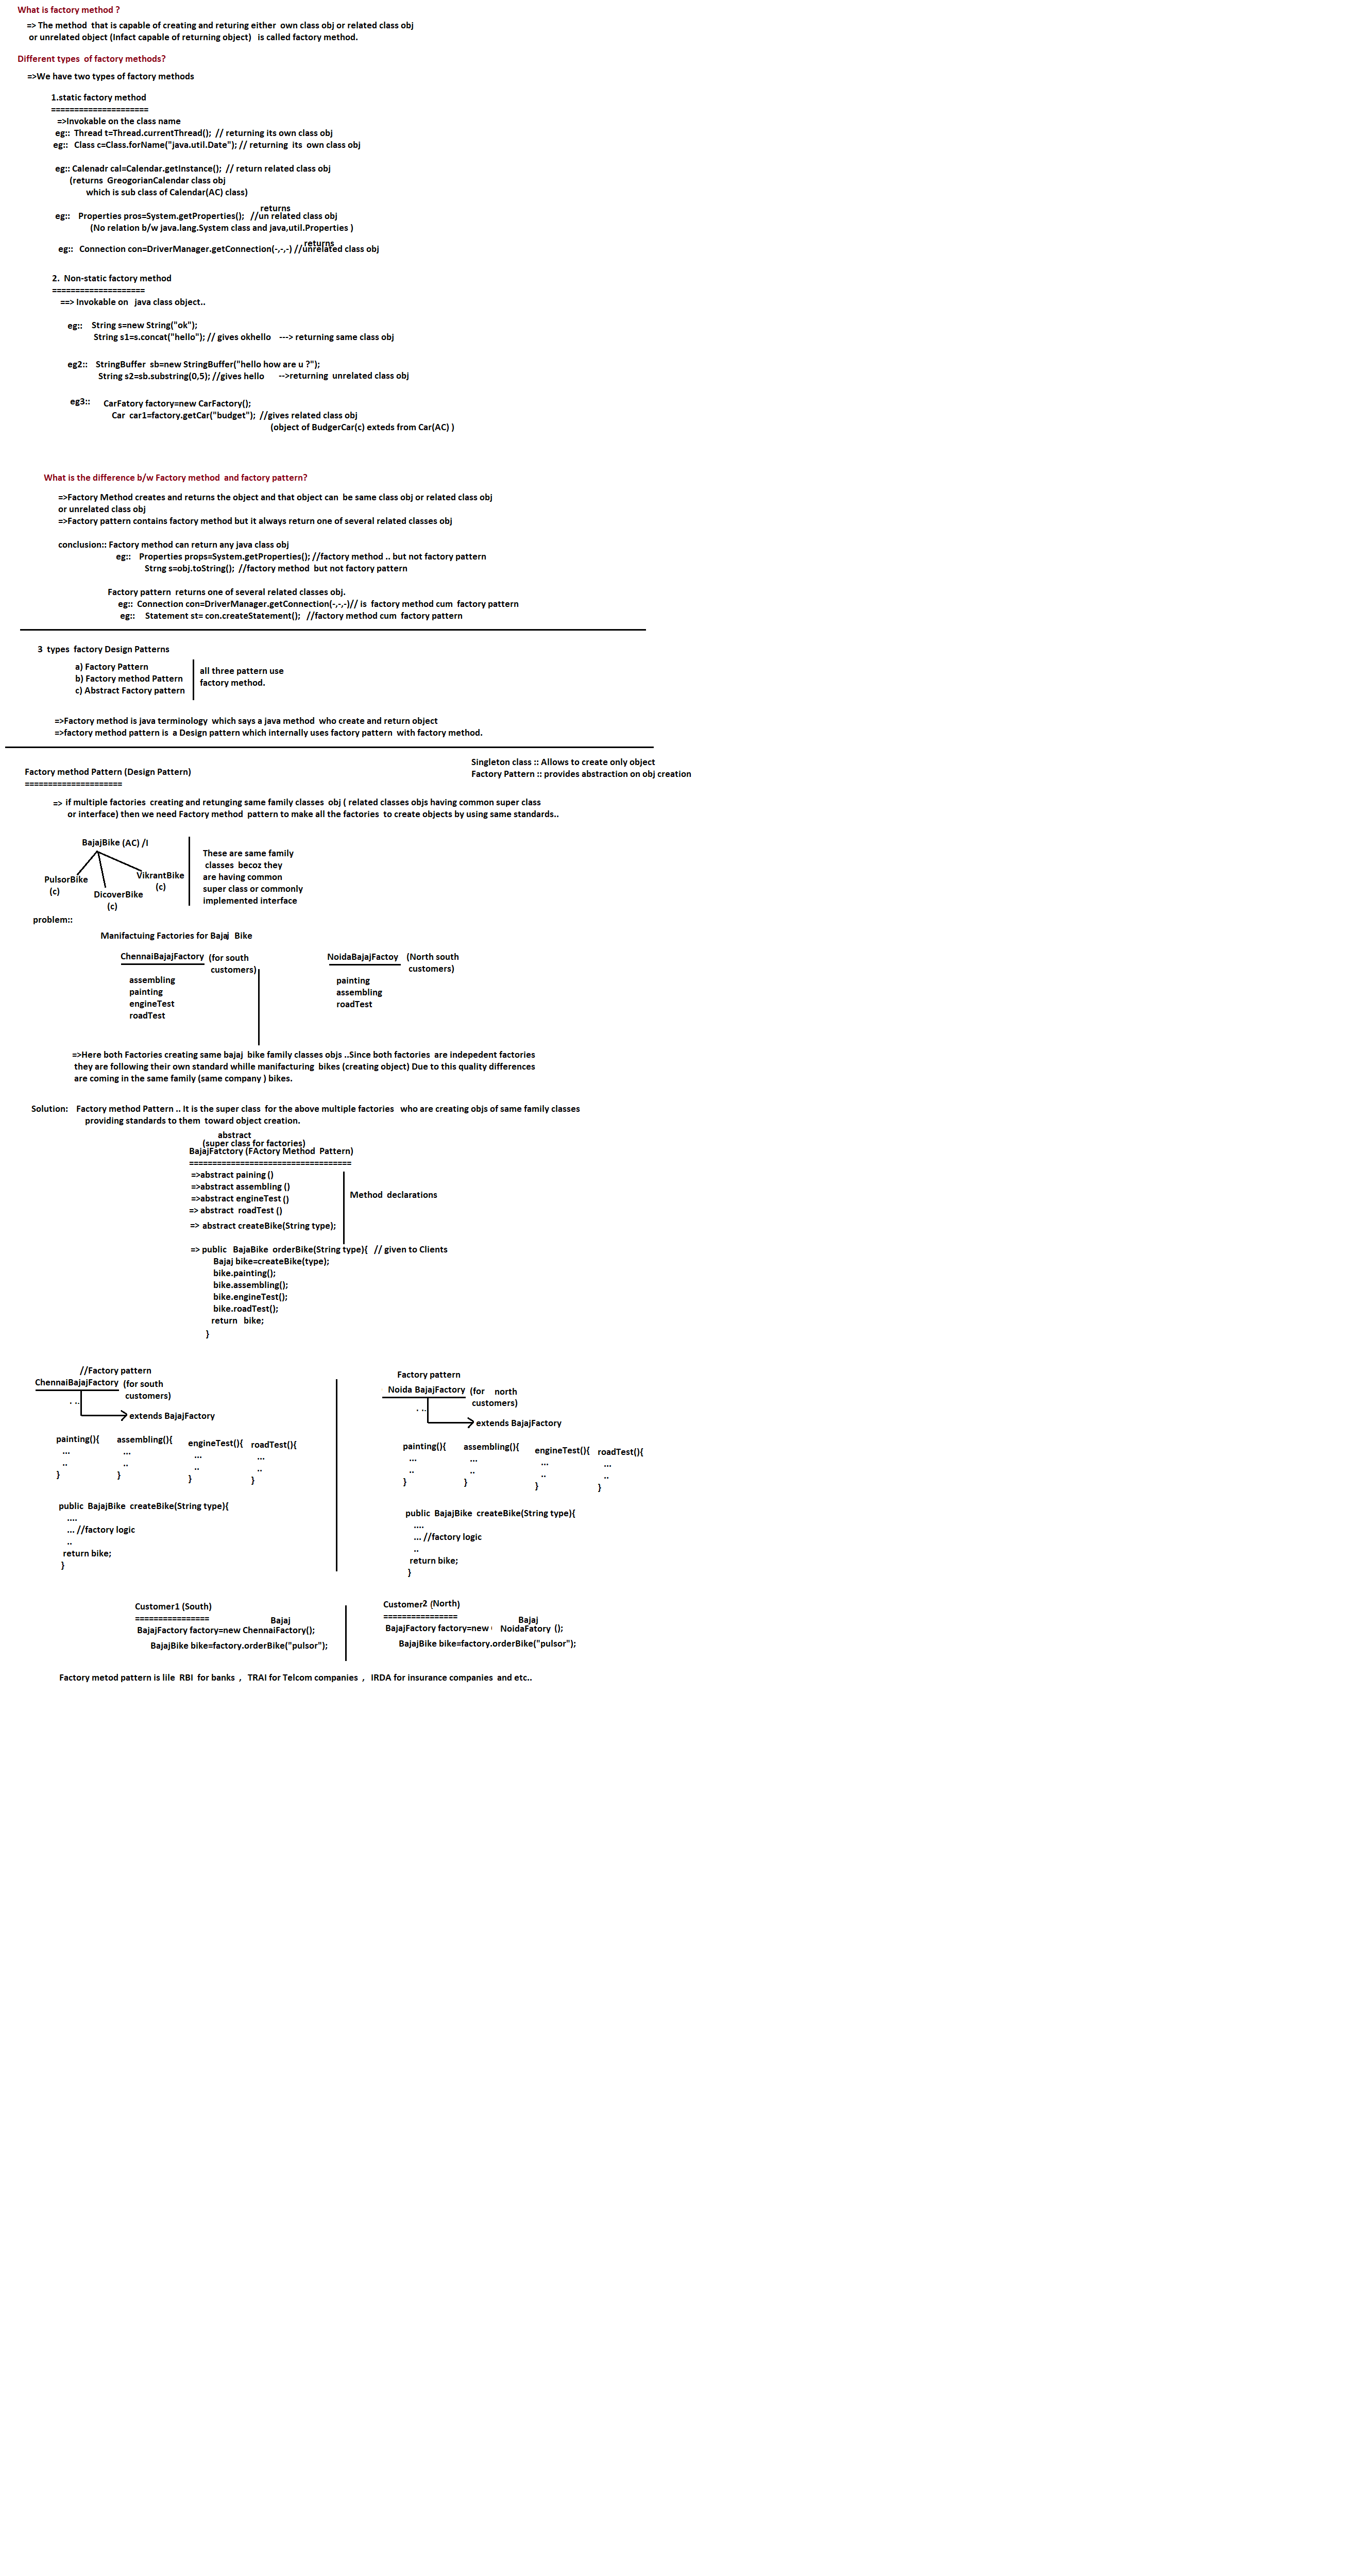 What is factory method ?
=> The method  that is capable of creating and returing either  own class obj or related class obj
or unrelated object (Infact capable of returning object)   is called factory method.
Different types  of factory methods?
=>We have two types of factory methods
1.static factory method
=====================
=>Invokable on the class name
eg::  Thread t=Thread.currentThread();  // returning its own class obj
eg::   Class c=Class.forName("java.util.Date"); // returning  its  own class obj
eg:: Calenadr cal=Calendar.getInstance();  // return related class obj
(returns  GreogorianCalendar class obj
which is sub class of Calendar(AC) class)
returns
eg::    Properties pros=System.getProperties();   //un related class obj
(No relation b/w java.lang.System class and java,util.Properties )
returns
eg::   Connection con=DriverManager.getConnection(-,-,-) //unrelated class obj
2.  Non-static factory method
====================
==> Invokable on   java class object..
eg::    String s=new String("ok");
String s1=s.concat("hello"); // gives okhello    ---> returning same class obj
eg2::    StringBuffer  sb=new StringBuffer("hello how are u ?");
String s2=sb.substring(0,5); //gives hello      -->returning  unrelated class obj
eg3::      CarFatory factory=new CarFactory();
Car  car1=factory.getCar("budget");  //gives related class obj
(object of BudgerCar(c) exteds from Car(AC) )
What is the difference b/w Factory method  and factory pattern?
=>Factory Method creates and returns the object and that object can  be same class obj or related class obj
or unrelated class obj
=>Factory pattern contains factory method but it always return one of several related classes obj
conclusion:: Factory method can return any java class obj
eg::    Properties props=System.getProperties(); //factory method .. but not factory pattern
Strng s=obj.toString();  //factory method  but not factory pattern
Factory pattern  returns one of several related classes obj.
eg::  Connection con=DriverManager.getConnection(-,-,-)// is  factory method cum  factory pattern
eg::     Statement st= con.createStatement();   //factory method cum  factory pattern
3  types  factory Design Patterns
a) Factory Pattern
b) Factory method Pattern
c) Abstract Factory pattern
all three pattern use
factory method.
=>Factory method is java terminology  which says a java method  who create and return object
=>factory method pattern is  a Design pattern which internally uses factory pattern  with factory method.
Singleton class :: Allows to create only object
Factory Pattern :: provides abstraction on obj creation
Factory method Pattern (Design Pattern)
=====================
=>  if multiple factories  creating and retunging same family classes  obj ( related classes objs having common super class
or interface) then we need Factory method  pattern to make all the factories  to create objects by using same standards..
BajajBike (AC) /I
PulsorBike
(c)
DicoverBike
(c)
VikrantBike
(c)
These are same family
classes  becoz they
are having common
super class or commonly
implemented interface
problem::
Manifactuing Factories for Bajaj  Bike
ChennaiBajajFactory  (for south
customers)
assembling
painting
engineTest
roadTest
NoidaBajajFactoy   (North south
customers)
painting
assembling
roadTest
=>Here both Factories creating same bajaj  bike family classes objs ..Since both factories  are indepedent factories
they are following their own standard whille manifacturing  bikes (creating object) Due to this quality differences
are coming in the same family (same company ) bikes.
Solution:    Factory method Pattern .. It is the super class  for the above multiple factories   who are creating objs of same family classes
providing standards to them  toward object creation.
abstract
(super class for factories)
BajajFatctory (FActory Method  Pattern)
===================================
=>abstract paining ()
=>abstract assembling ()
=>abstract engineTest ()
=> abstract  roadTest ()
=> abstract createBike(String type);
Method  declarations
=> public   BajaBike  orderBike(String type){   // given to Clients
Bajaj bike=createBike(type);
bike.painting();
bike.assembling();
bike.engineTest();
bike.roadTest();
return   bike;
}
//Factory pattern
ChennaiBajajFactory  (for south
customers)
. ..
extends BajajFactory
painting(){
...
..
}
assembling(){
...
..
}
engineTest(){
...
..
}
roadTest(){
...
..
}
public  BajajBike  createBike(String type){
....
... //factory logic
..
return bike;
}
Factory pattern
Noida BajajFactory  (for    north
customers)
. ..
extends BajajFactory
painting(){
...
..
}
assembling(){
...
..
}
engineTest(){
...
..
}
roadTest(){
...
..
}
public  BajajBike  createBike(String type){
....
... //factory logic
..
return bike;
}
Customer1 (South)
================
Bajaj
BajajFactory factory=new ChennaiFactory();
BajajBike bike=factory.orderBike("pulsor");
Customer2 (North)
================
Bajaj
BajajFactory factory=new    NoidaFatory  ();
BajajBike bike=factory.orderBike("pulsor");
Factory metod pattern is lile  RBI  for banks  ,   TRAI for Telcom companies  ,   IRDA for insurance companies  and etc..